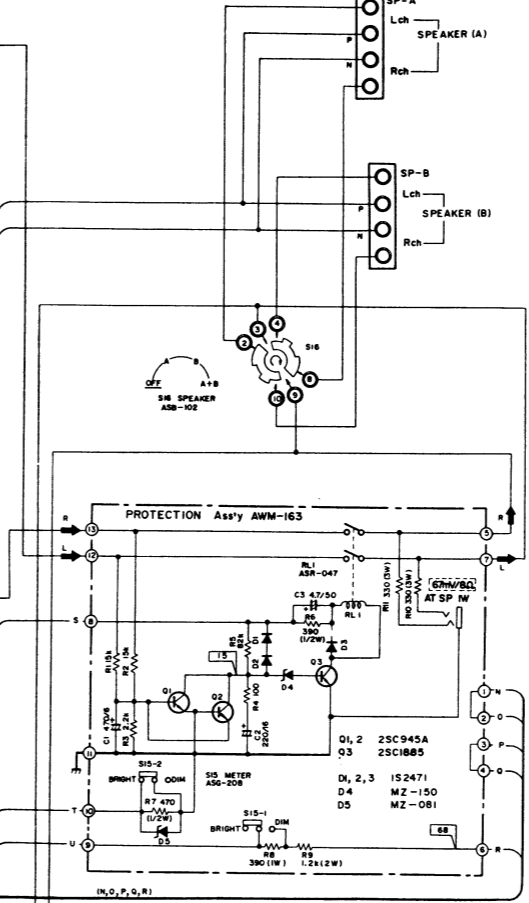 SP-A
Lch
SPEAKER (A)
P
N
Rch
SP-B
Lch
P
SPEAKER (B)
N
Rch
4
3
2
S16
8
10 9
A B
OFF A+B
S16 SPEAKER
ASB-102
PROTECTION Ass'y AWM-163
R
13
5
R
L
12
7
L
RL1
ASR-047
C3 4.7/50
R6
390
(1/2W)
RL1
R11 330 (3W)
R10 330 (3W)
67mV/8Ω
AT SP 1W
S
8
R1 15k
R2 15k
R5 82k
D1
D2
D3
15
Q3
D4
Q1
Q2
R4 100
C1 470/6
R3 2.2k
C2 220/16
1
N
2
O
3
P
4
Q
Q1, 2 2SC945A
Q3 2SC1885
D1, 2, 3 1S2471
D4 MZ-150
D5 MZ-081
11
S15-2
BRIGHT DIM
S15 METER
ASG-208
T
10
R7 470
(1/2W)
D5
S15-1
BRIGHT DIM
68
U
9
R8
390 (1W)
R9
1.2k (2W)
6
R
(N,O,P,Q,R)